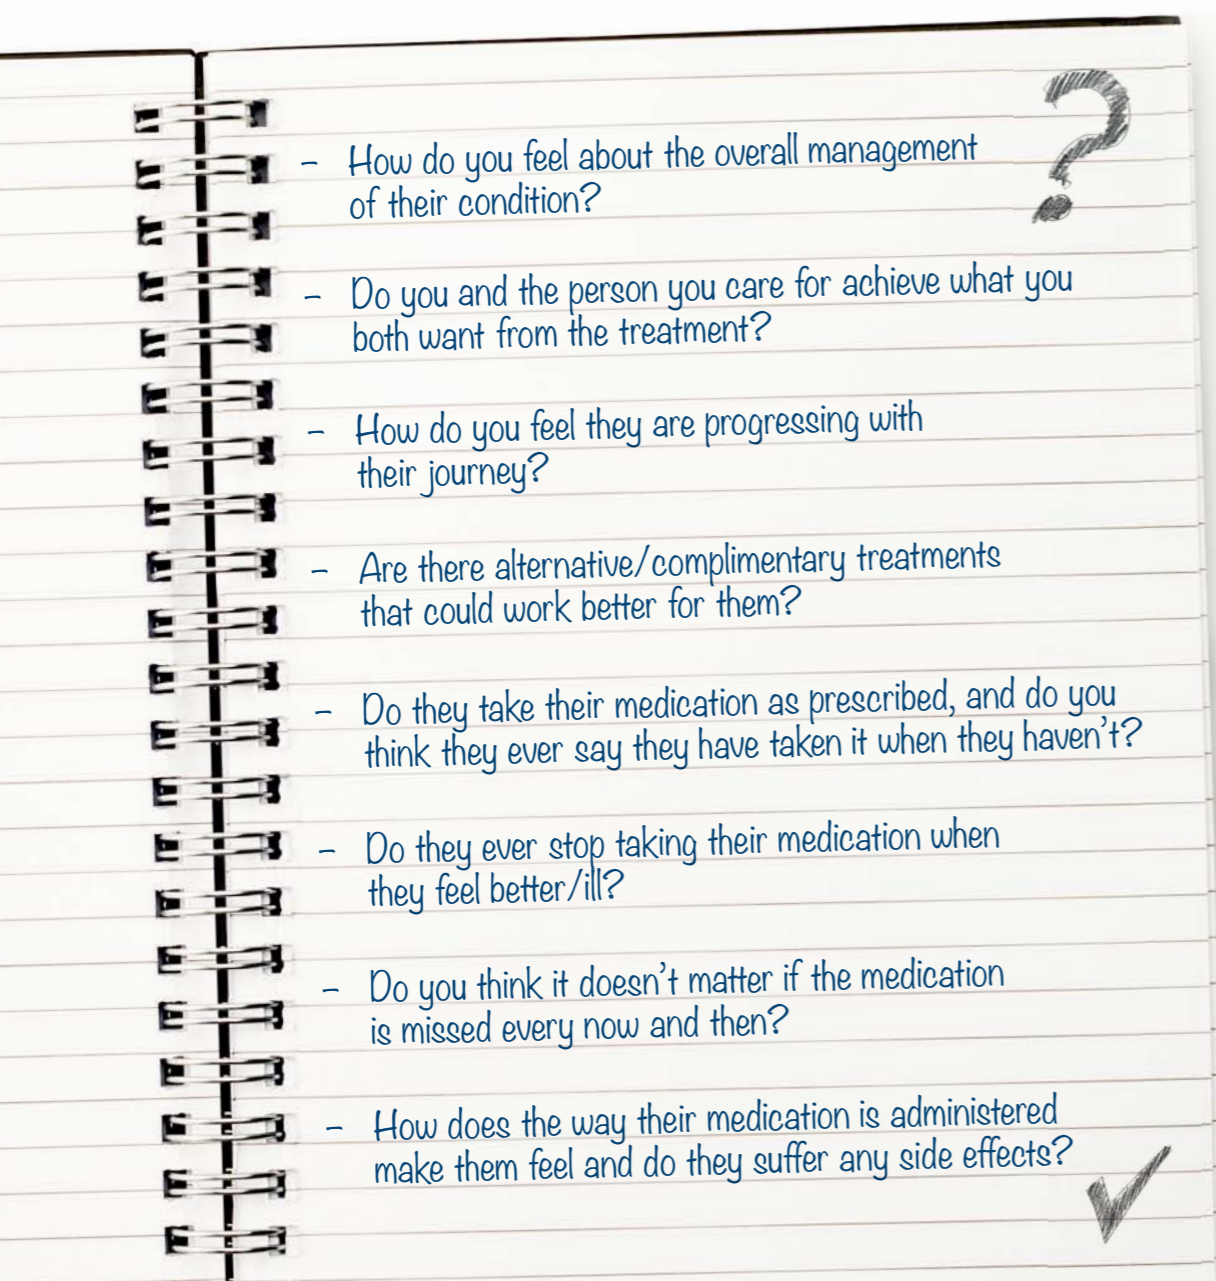 – How do you feel about the overall management
of their condition?
– Do you and the person you care for achieve what you
both want from the treatment?
– How do you feel they are progressing with
their journey?
– Are there alternative/complimentary treatments
that could work better for them?
– Do they take their medication as prescribed, and do you
think they ever say they have taken it when they haven't?
– Do they ever stop taking their medication when
they feel better/ill?
– Do you think it doesn't matter if the medication
is missed every now and then?
– How does the way their medication is administered
make them feel and do they suffer any side effects?